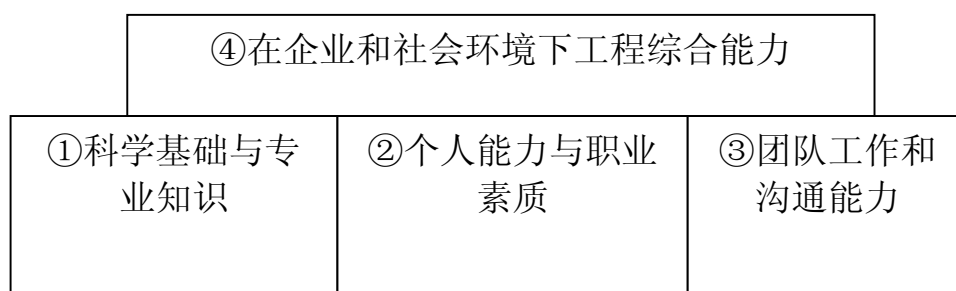 ④在企业和社会环境下工程综合能力
①科学基础与专
业知识
②个人能力与职业
素质
③团队工作和
沟通能力